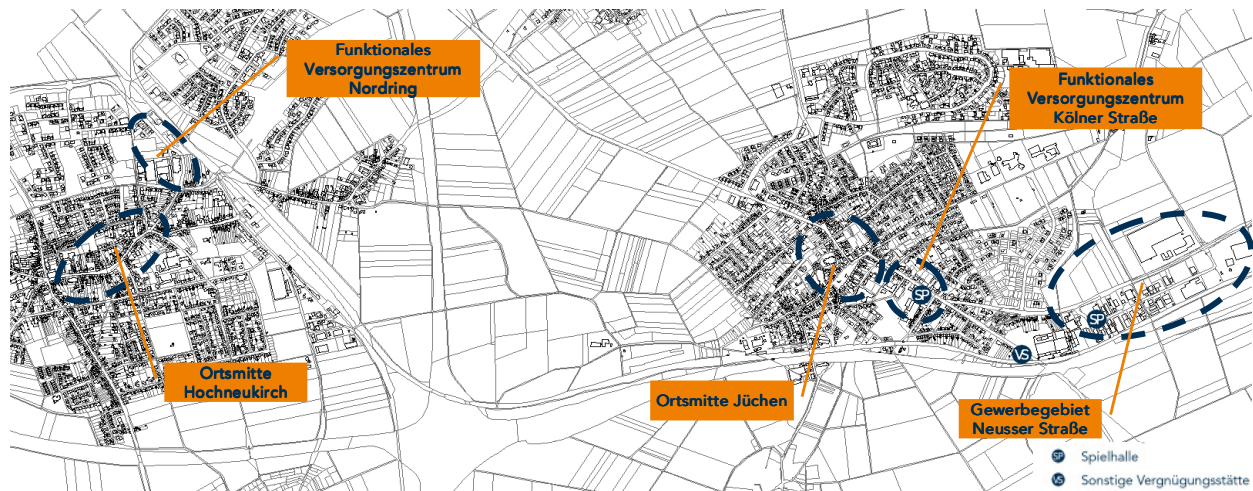 Funktionales
Versorgungszentrum
Nordring
Funktionales
Versorgungszentrum
Kölner Straße
SP
SP
VS
Ortsmitte
Hochneukirch
Ortsmitte Jüchen
Gewerbegebiet
Neusser Straße
SP Spielhalle
VS Sonstige Vergnügungsstätte